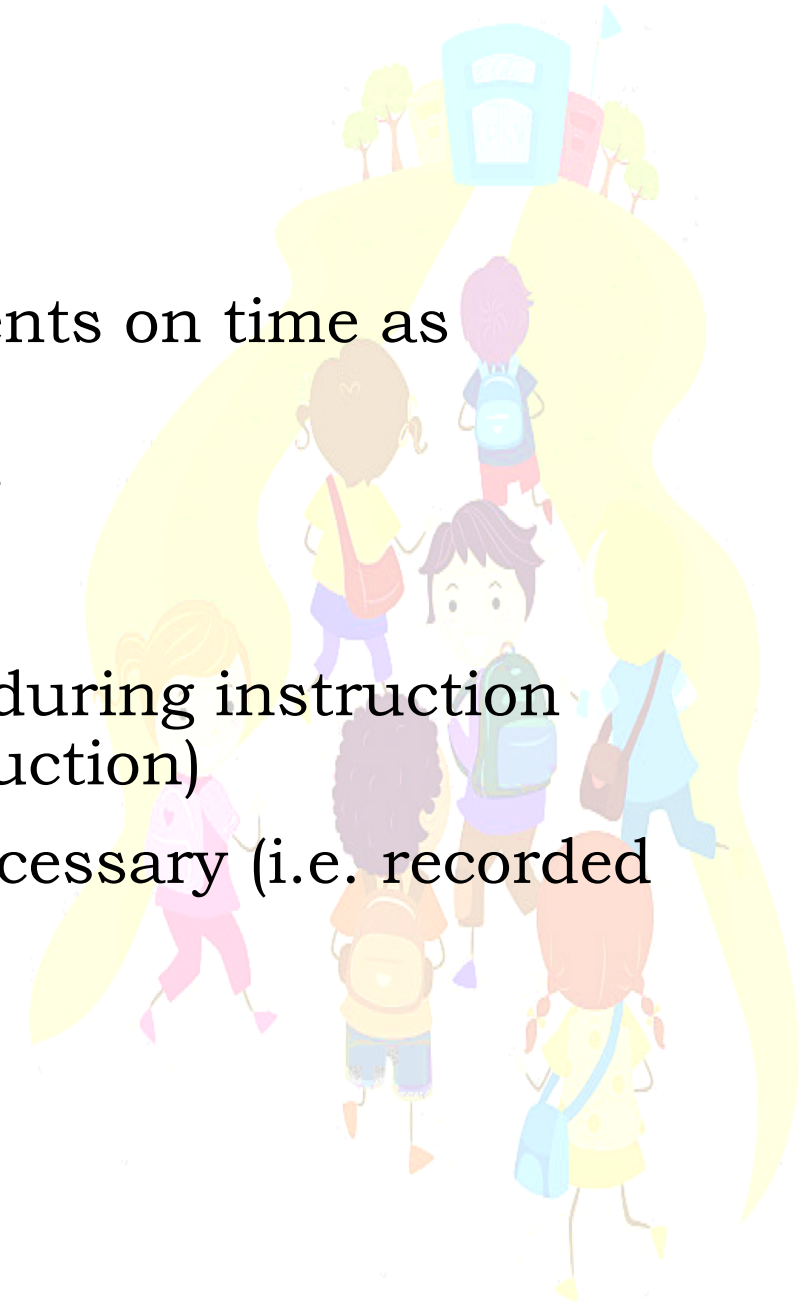 ents on time as
during instruction
uction)
cessary (i.e. recorded